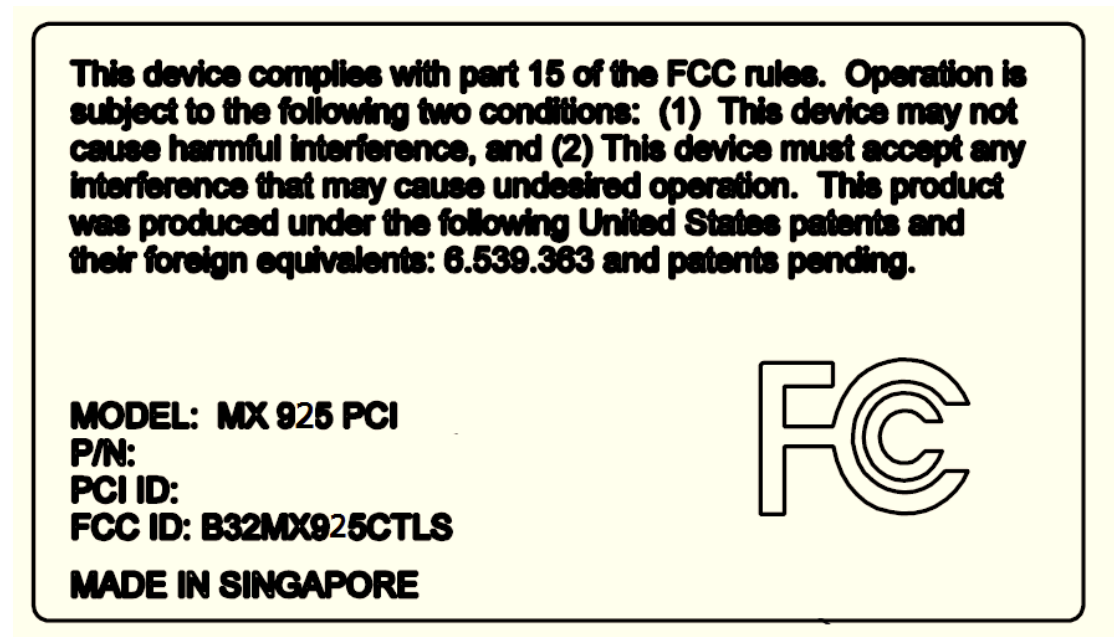 This device complies with part 15 of the FCC rules.  Operation is
subject to the following two conditions:  (1)  This device may not
cause harmful interference, and (2) This device must accept any
interference that may cause undesired operation.  This product
was produced under the following United States patents and
their foreign equivalents: 6.539.363 and patents pending.
MODEL:  MX 925 PCI
P/N:
PCI ID:
FCC ID: B32MX925CTLS
MADE IN SINGAPORE
FCC